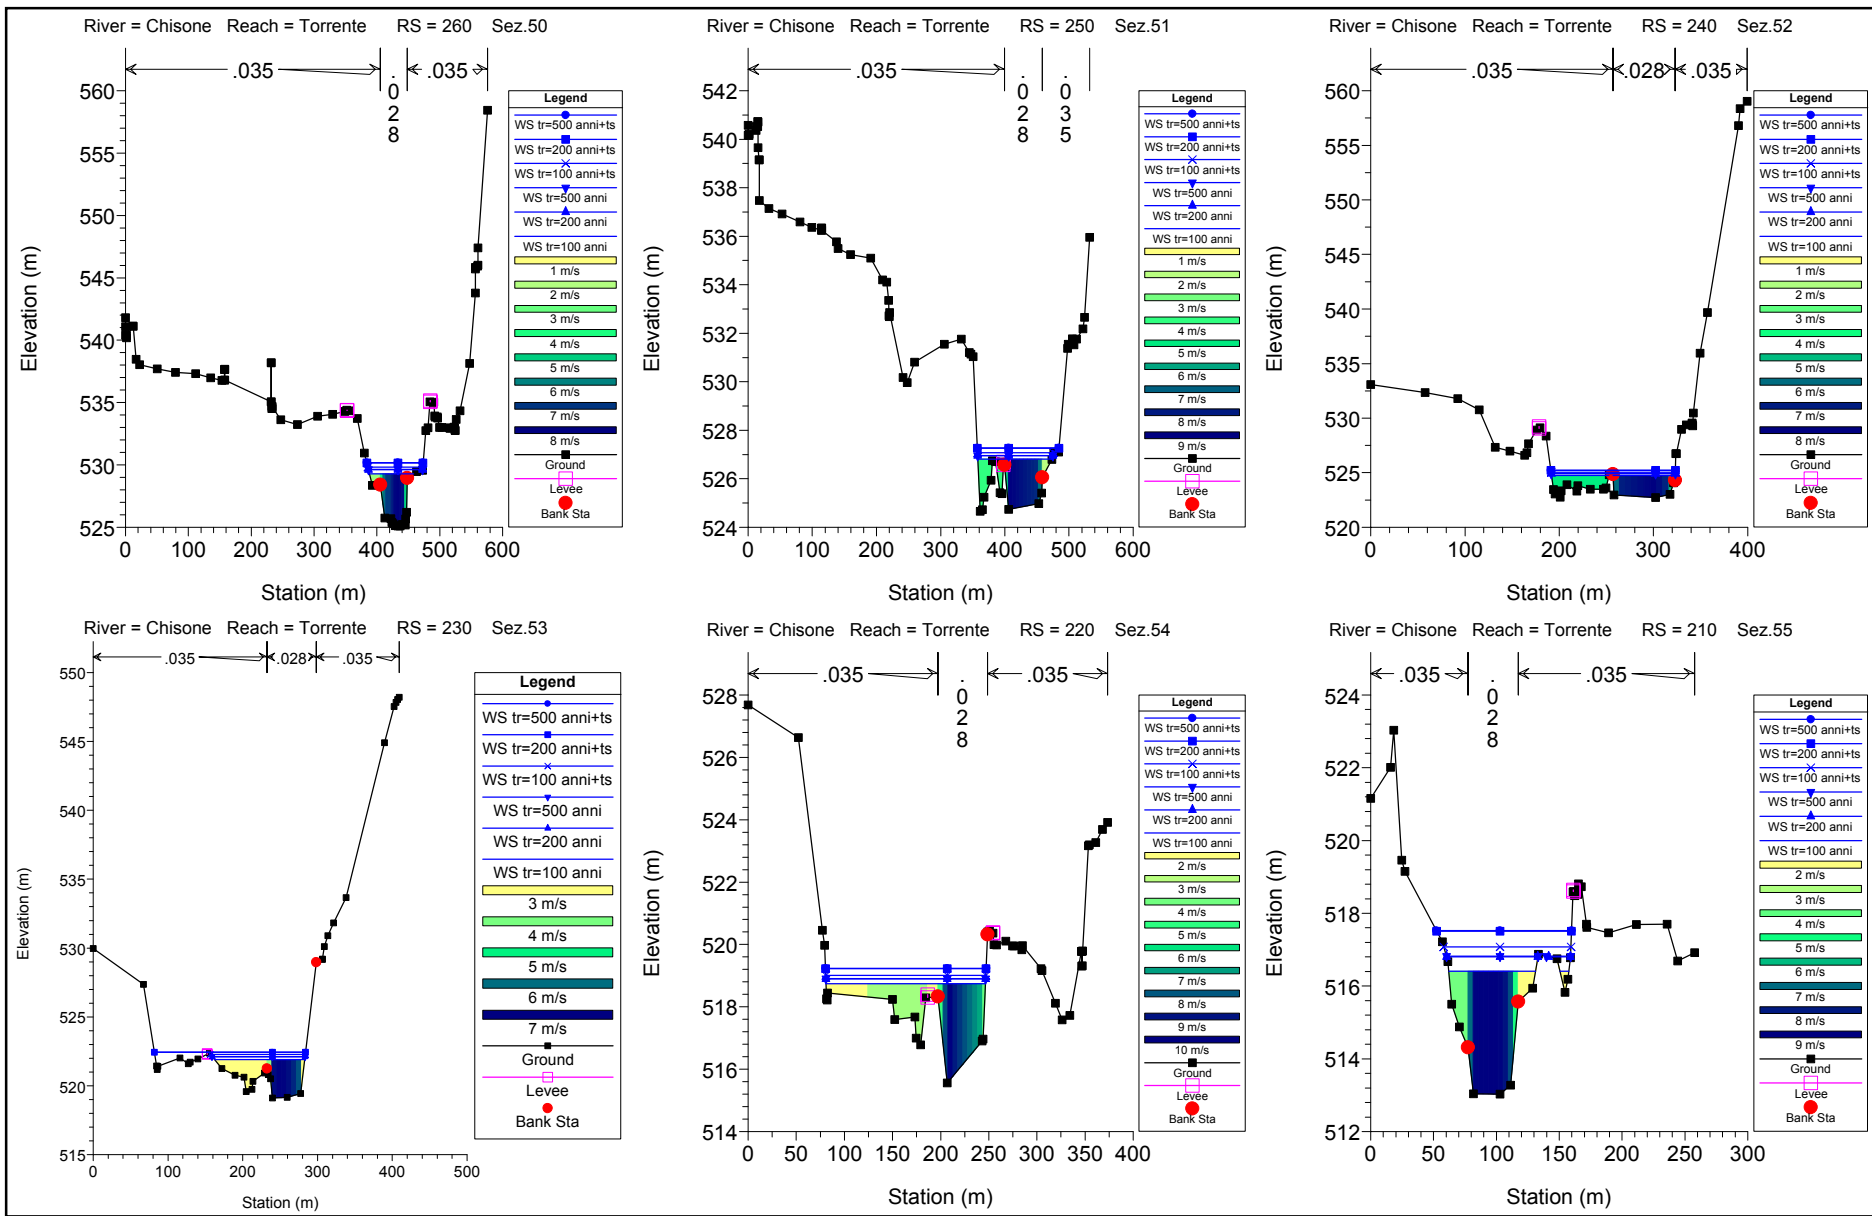 River = Chisone Reach = Torrente RS = 260 Sez.50
.035
.028
.035
Elevation (m)
560
555
550
545
540
535
530
525
0 100 200 300 400 500 600
Station (m)
Legend
WS tr=500 anni+ts
WS tr=200 anni+ts
WS tr=100 anni+ts
WS tr=500 anni
WS tr=200 anni
WS tr=100 anni
1 m/s
2 m/s
3 m/s
4 m/s
5 m/s
6 m/s
7 m/s
8 m/s
Ground
Levee
Bank Sta
River = Chisone Reach = Torrente RS = 250 Sez.51
.035
.028
.035
Elevation (m)
542
540
538
536
534
532
530
528
526
524
0 100 200 300 400 500 600
Station (m)
Legend
WS tr=500 anni+ts
WS tr=200 anni+ts
WS tr=100 anni+ts
WS tr=500 anni
WS tr=200 anni
WS tr=100 anni
1 m/s
2 m/s
3 m/s
4 m/s
5 m/s
6 m/s
7 m/s
8 m/s
9 m/s
Ground
Levee
Bank Sta
River = Chisone Reach = Torrente RS = 240 Sez.52
.035
.028
.035
Elevation (m)
560
555
550
545
540
535
530
525
520
0 100 200 300 400
Station (m)
Legend
WS tr=500 anni+ts
WS tr=200 anni+ts
WS tr=100 anni+ts
WS tr=500 anni
WS tr=200 anni
WS tr=100 anni
1 m/s
2 m/s
3 m/s
4 m/s
5 m/s
6 m/s
7 m/s
8 m/s
Ground
Levee
Bank Sta
River = Chisone Reach = Torrente RS = 230 Sez.53
.035
.028
.035
Elevation (m)
550
545
540
535
530
525
520
515
0 100 200 300 400 500
Station (m)
Legend
WS tr=500 anni+ts
WS tr=200 anni+ts
WS tr=100 anni+ts
WS tr=500 anni
WS tr=200 anni
WS tr=100 anni
3 m/s
4 m/s
5 m/s
6 m/s
7 m/s
Ground
Levee
Bank Sta
River = Chisone Reach = Torrente RS = 220 Sez.54
.035
.028
.035
Elevation (m)
528
526
524
522
520
518
516
514
0 50 100 150 200 250 300 350 400
Station (m)
Legend
WS tr=500 anni+ts
WS tr=200 anni+ts
WS tr=100 anni+ts
WS tr=500 anni
WS tr=200 anni
WS tr=100 anni
2 m/s
3 m/s
4 m/s
5 m/s
6 m/s
7 m/s
8 m/s
9 m/s
10 m/s
Ground
Levee
Bank Sta
River = Chisone Reach = Torrente RS = 210 Sez.55
.035
.028
.035
Elevation (m)
524
522
520
518
516
514
512
0 50 100 150 200 250 300
Station (m)
Legend
WS tr=500 anni+ts
WS tr=200 anni+ts
WS tr=100 anni+ts
WS tr=500 anni
WS tr=200 anni
WS tr=100 anni
2 m/s
3 m/s
4 m/s
5 m/s
6 m/s
7 m/s
8 m/s
9 m/s
Ground
Levee
Bank Sta